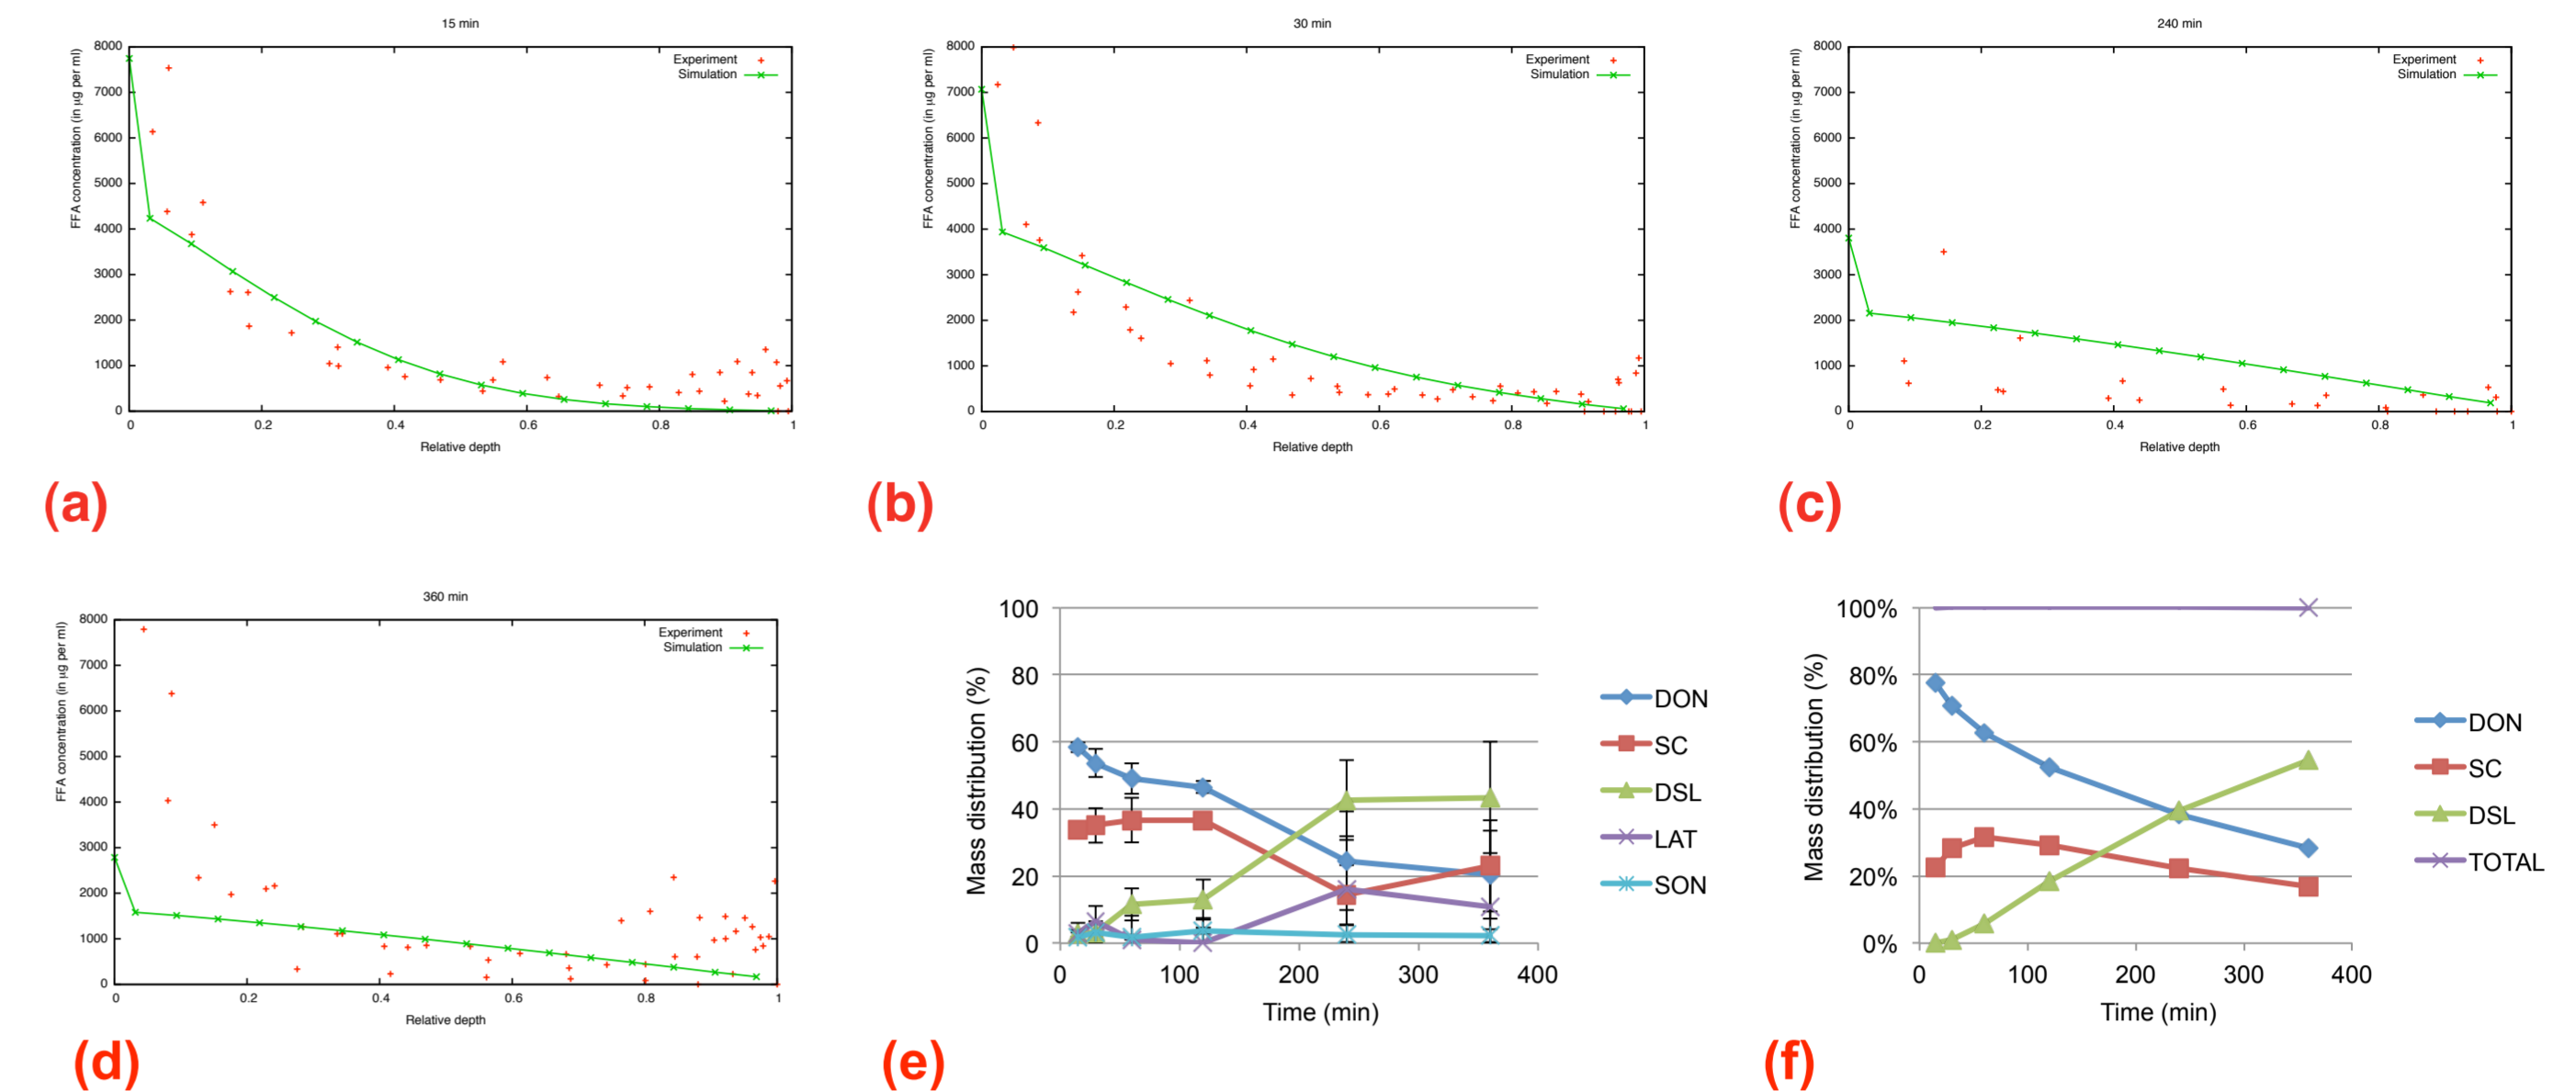 15 min
FFA concentration (in μg per ml)
8000
7000
6000
5000
4000
3000
2000
1000
0
Experiment
Simulation
0 0.2 0.4 0.6 0.8 1
Relative depth
(a)
30 min
FFA concentration (in μg per ml)
8000
7000
6000
5000
4000
3000
2000
1000
0
Experiment
Simulation
0 0.2 0.4 0.6 0.8 1
Relative depth
(b)
240 min
FFA concentration (in μg per ml)
8000
7000
6000
5000
4000
3000
2000
1000
0
Experiment
Simulation
0 0.2 0.4 0.6 0.8 1
Relative depth
(c)
360 min
FFA concentration (in μg per ml)
8000
7000
6000
5000
4000
3000
2000
1000
0
Experiment
Simulation
0 0.2 0.4 0.6 0.8 1
Relative depth
(d)
Mass distribution (%)
100
80
60
40
20
0
0 100 200 300 400
Time (min)
DON
SC
DSL
LAT
SON
(e)
Mass distribution (%)
100%
80%
60%
40%
20%
0%
0 100 200 300 400
Time (min)
DON
SC
DSL
TOTAL
(f)